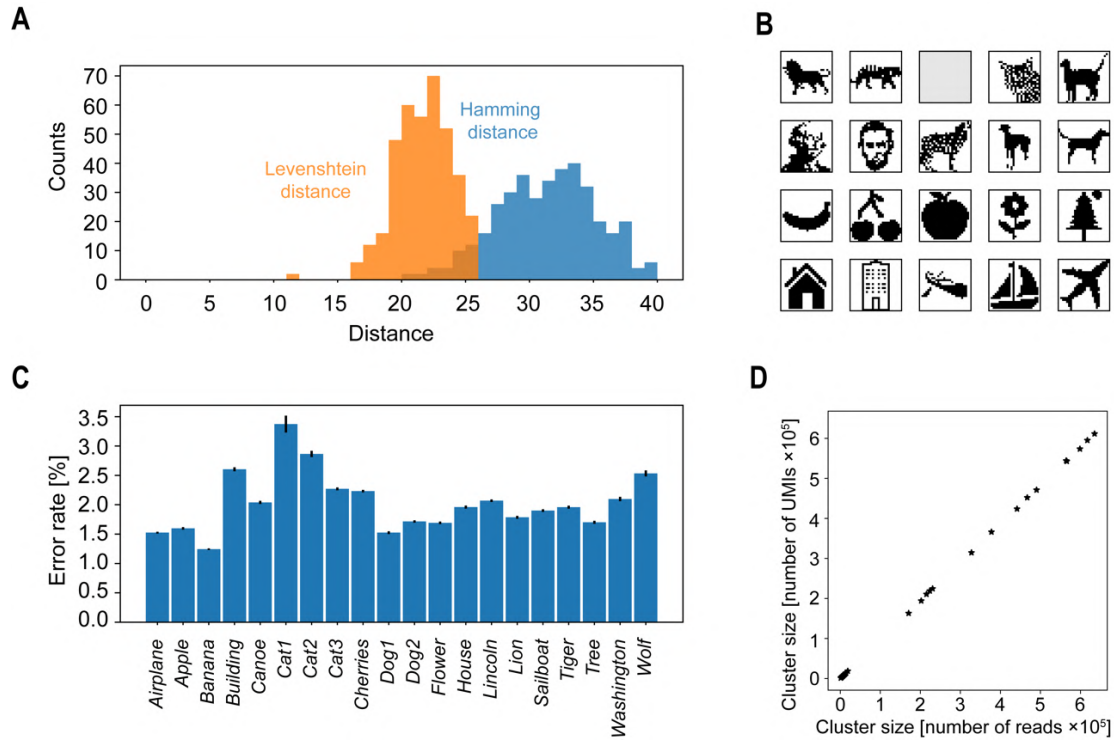 A
Counts
70
60
50
40
30
20
10
0
Levenshtein
distance
Hamming
distance
0 5 10 15 20 25 30 35 40
Distance
B
C
Error rate [%]
3.5
3.0
2.5
2.0
1.5
1.0
0.5
0.0
Airplane
Apple
Banana
Building
Canoe
Cat1
Cat2
Cat3
Cherries
Dog1
Dog2
Flower
House
Lincoln
Lion
Sailboat
Tiger
Tree
Washington
Wolf
D
Cluster size [number of UMIs ×10⁵]
6
5
4
3
2
1
0
0 1 2 3 4 5 6
Cluster size [number of reads ×10⁵]